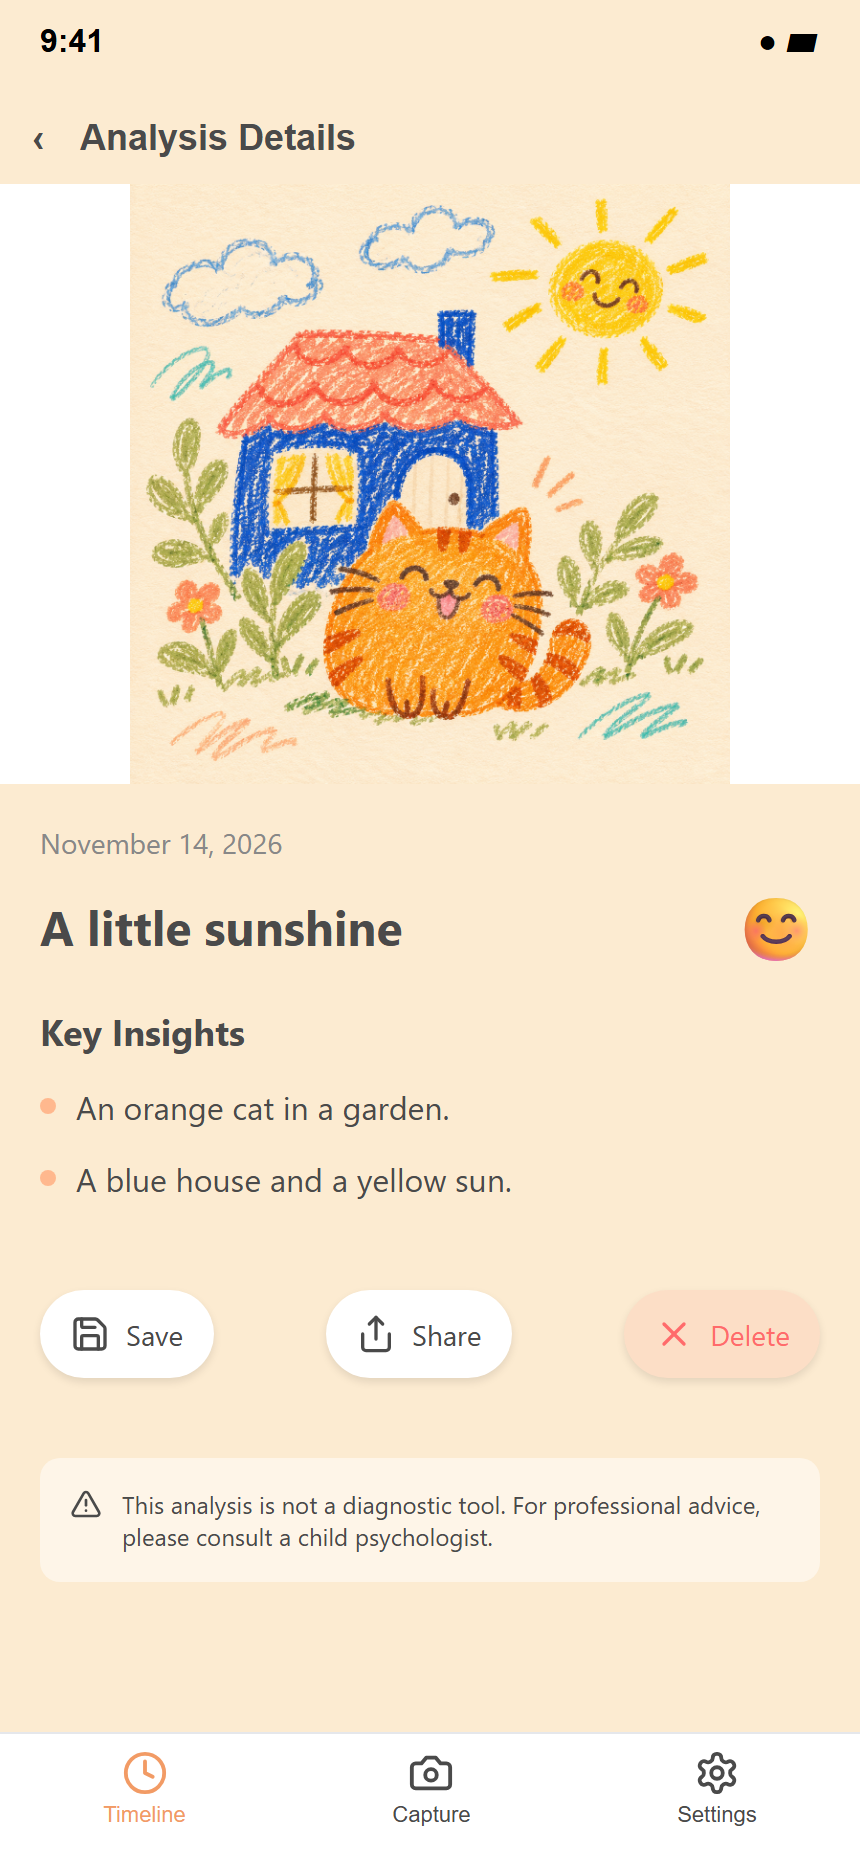 9:41
Analysis Details
November 14, 2026
A little sunshine
Key Insights
An orange cat in a garden.
A blue house and a yellow sun.
Save
Share
Delete
This analysis is not a diagnostic tool. For professional advice,
please consult a child psychologist.
Timeline
Capture
Settings